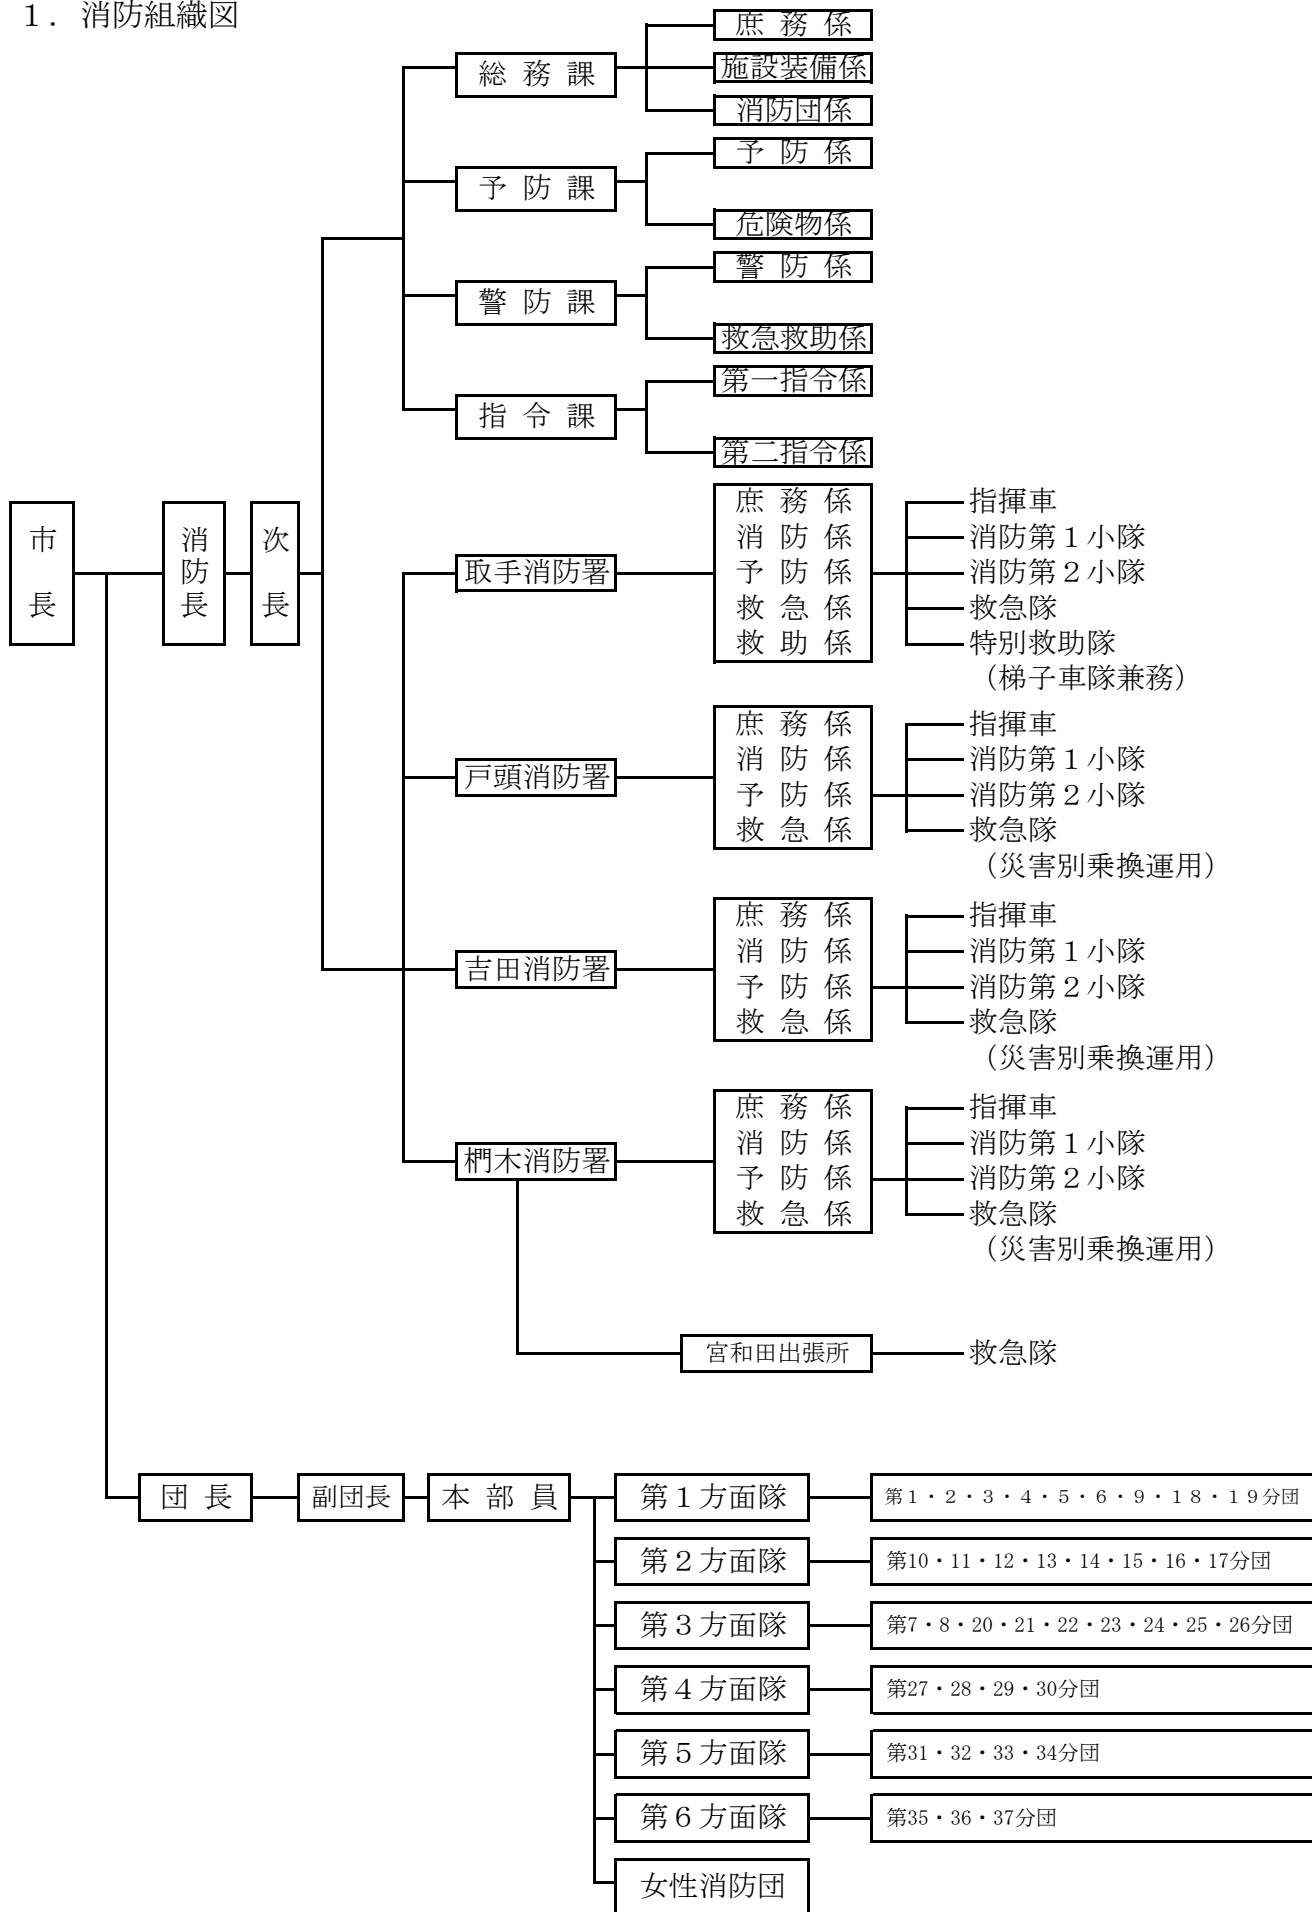 1．消防組織図
庶 務 係
総 務 課
施設装備係
消防団係
予 防 係
予 防 課
危険物係
警 防 係
警 防 課
救急救助係
第一指令係
指 令 課
第二指令係
市長
消防長
次長
取手消防署
庶 務 係
消 防 係
予 防 係
救 急 係
救 助 係
指揮車
消防第１小隊
消防第２小隊
救急隊
特別救助隊
（梯子車隊兼務）
戸頭消防署
庶 務 係
消 防 係
予 防 係
救 急 係
指揮車
消防第１小隊
消防第２小隊
救急隊
（災害別乗換運用）
吉田消防署
庶 務 係
消 防 係
予 防 係
救 急 係
指揮車
消防第１小隊
消防第２小隊
救急隊
（災害別乗換運用）
椚木消防署
庶 務 係
消 防 係
予 防 係
救 急 係
指揮車
消防第１小隊
消防第２小隊
救急隊
（災害別乗換運用）
宮和田出張所
救急隊
団 長
副団長
本 部 員
第１方面隊
第１・２・３・４・５・６・９・１８・１９分団
第２方面隊
第10・11・12・13・14・15・16・17分団
第３方面隊
第7・8・20・21・22・23・24・25・26分団
第４方面隊
第27・28・29・30分団
第５方面隊
第31・32・33・34分団
第６方面隊
第35・36・37分団
女性消防団